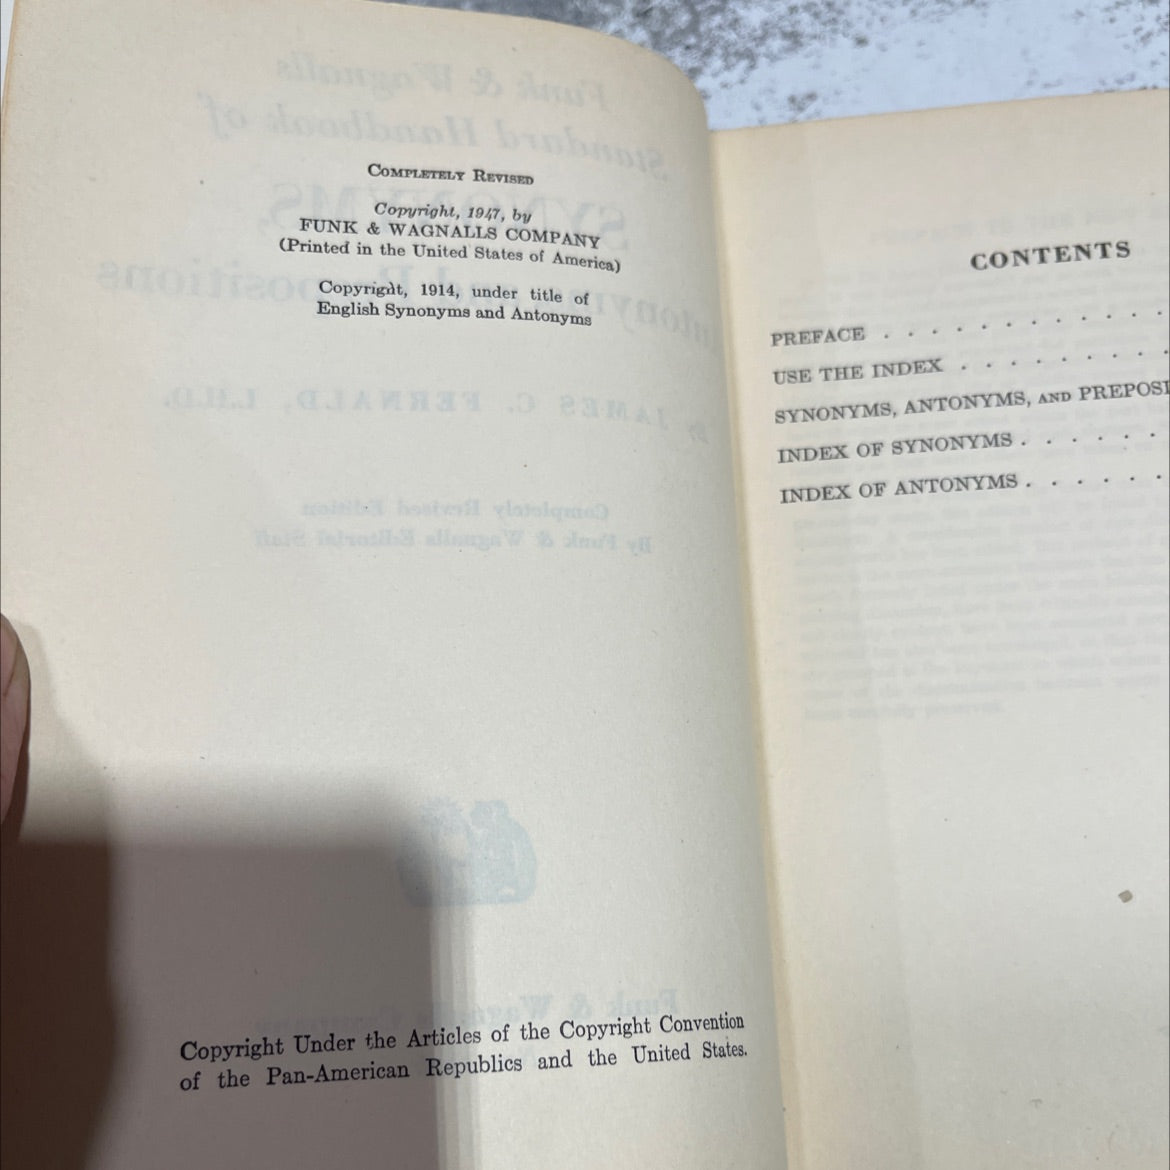 COMPLETELY REVISED
Copyright, 1947, by
FUNK & WAGNALLS COMPANY
(Printed in the United States of America)
Copyright, 1914, under title of
English Synonyms and Antonyms
Copyright Under the Articles of the Copyright Convention
of the Pan-American Republics and the United States.
CONTENTS
PREFACE . . . . . . . . . . . .
USE THE INDEX . . . . . . . . .
SYNONYMS, ANTONYMS, AND PREPOSI
INDEX OF SYNONYMS . . . . . .
INDEX OF ANTONYMS . . . . . .